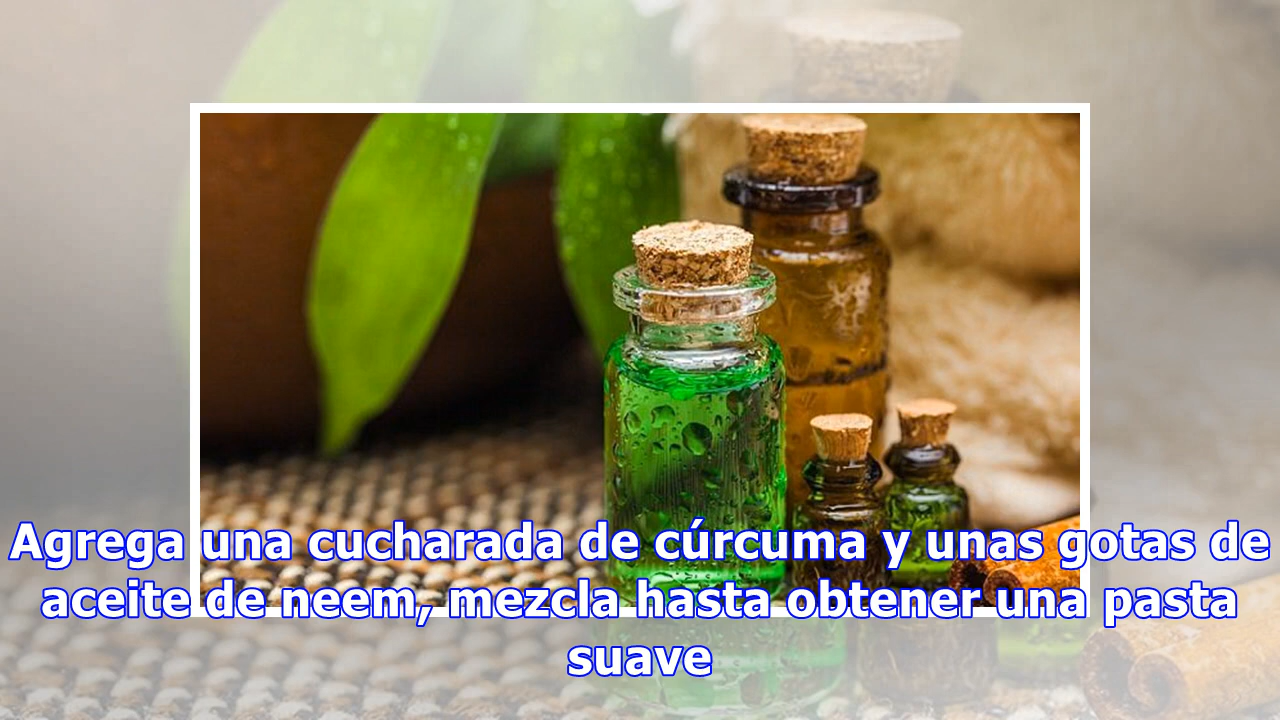 Agrega una cucharada de cúrcuma y unas gotas de
aceite de neem, mezcla hasta obtener una pasta
suave